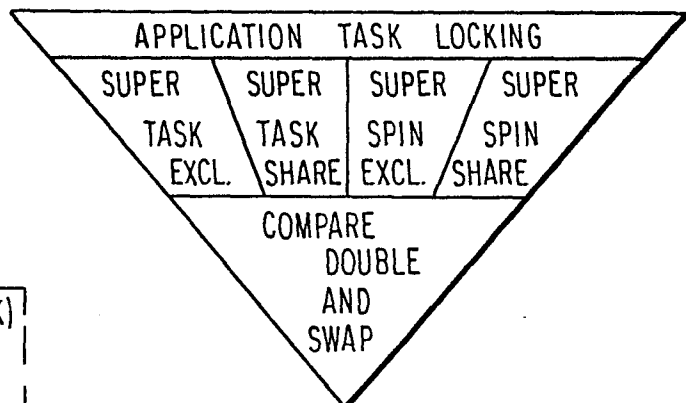 APPLICATION TASK LOCKING
SUPER TASK EXCL.
SUPER TASK SHARE
SUPER SPIN EXCL.
SUPER SPIN SHARE
COMPARE
DOUBLE
AND
SWAP